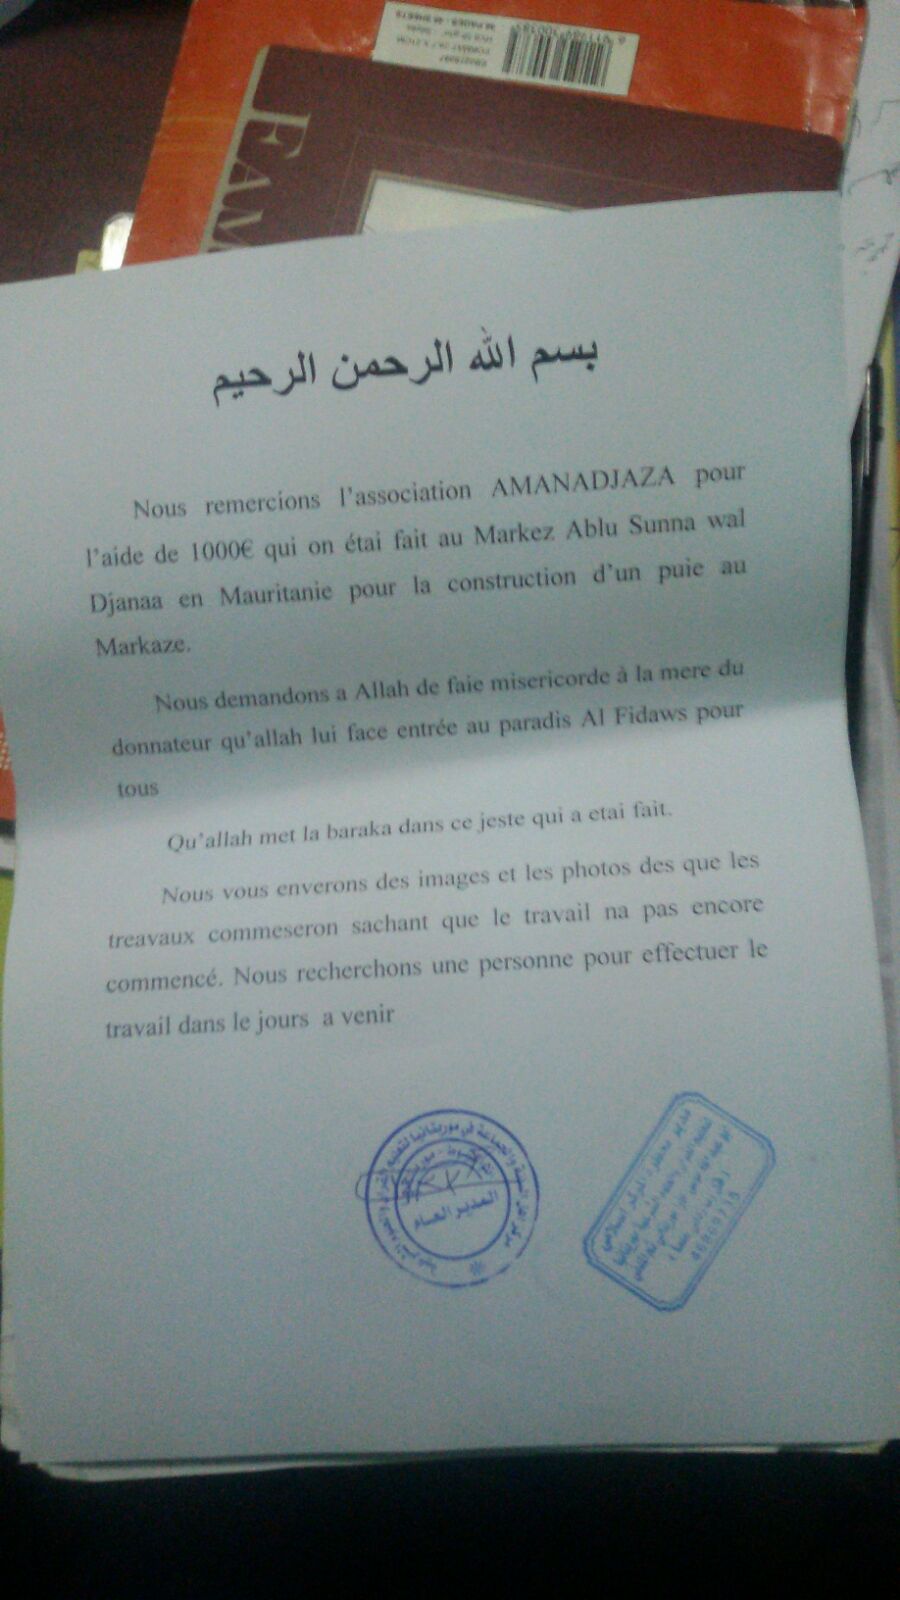 FAM
بسم الله الرحمن الرحيم
Nous remercions l’association AMANADJAZA pour
l’aide de 1000€ qui on étai fait au Markez Ablu Sunna wal
Djanaa en Mauritanie pour la construction d’un puie au
Markaze.
Nous demandons a Allah de faie misericorde à la mere du
donnateur qu’allah lui face entrée au paradis Al Fidaws pour
tous
Qu’allah met la baraka dans ce jeste qui a etai fait.
Nous vous enverons des images et les photos des que les
treavaux commeseron sachant que le travail na pas encore
commencé. Nous recherchons une personne pour effectuer le
travail dans le jours a venir
المدير العام